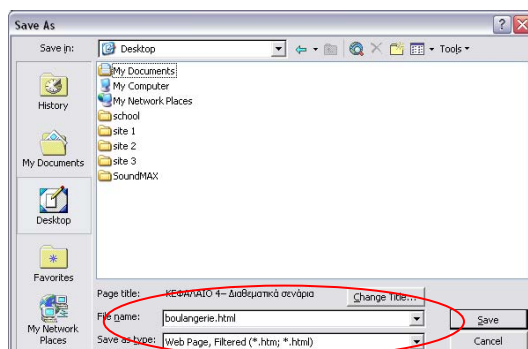 Save As
Save in: Desktop Tools
My Documents
My Computer
My Network Places
school
site 1
site 2
site 3
SoundMAX
History
My Documents
Desktop
Favorites
My Network Places
Page title: ΚΕΦΑΛΑΙΟ 4– Διαθεματικά σενάρια Change Title...
File name: boulangerie.html Save
Save as type: Web Page, Filtered (*.htm; *.html) Cancel